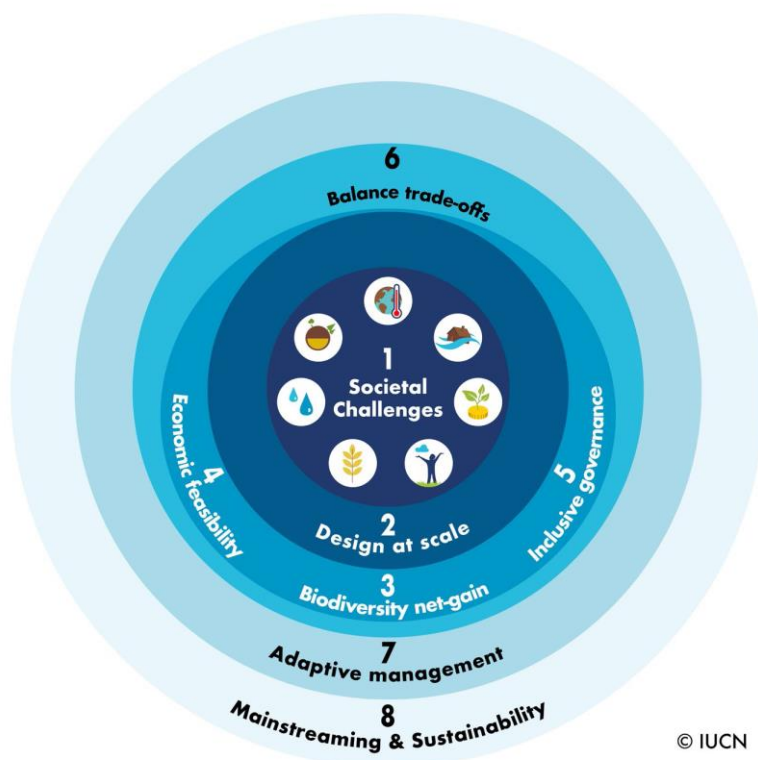 6
Balance trade-offs
1
Societal
Challenges
4
Economic feasibility
5
Inclusive governance
2
Design at scale
3
Biodiversity net-gain
7
Adaptive management
8
Mainstreaming & Sustainability
© IUCN